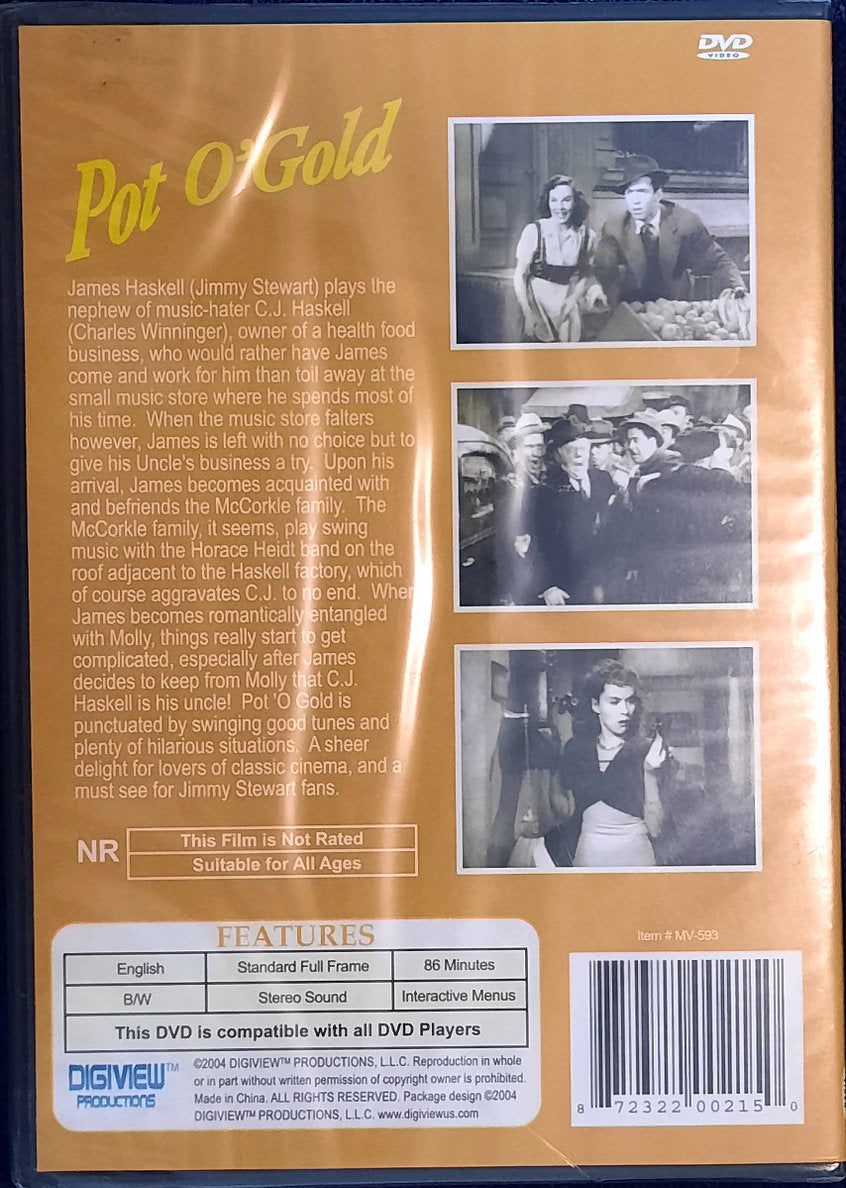 DVD
VIDEO
Pot O'Gold
James Haskell (Jimmy Stewart) plays the
nephew of music-hater C.J. Haskell
(Charles Winninger), owner of a health food
business, who would rather have James
come and work for him than toil away at the
small music store where he spends most of
his time. When the music store falters
however, James is left with no choice but to
give his Uncle's business a try. Upon his
arrival, James becomes acquainted with
and befriends the McCorkle family. The
McCorkle family, it seems, play swing
music with the Horace Heidt band on the
roof adjacent to the Haskell factory, which
of course aggravates C.J. to no end. When
James becomes romantically entangled
with Molly, things really start to get
complicated, especially after James
decides to keep from Molly that C.J.
Haskell is his uncle! Pot 'O Gold is
punctuated by swinging good tunes and
plenty of hilarious situations. A sheer
delight for lovers of classic cinema, and a
must see for Jimmy Stewart fans.
NR
This Film is Not Rated
Suitable for All Ages
FEATURES
English Standard Full Frame 86 Minutes
B/W Stereo Sound Interactive Menus
This DVD is compatible with all DVD Players
DIGIVIEW™
PRODUCTIONS
©2004 DIGIVIEW™ PRODUCTIONS, L.L.C. Reproduction in whole
or in part without written permission of copyright owner is prohibited.
Made in China. ALL RIGHTS RESERVED. Package design ©2004
DIGIVIEW™ PRODUCTIONS, L.L.C. www.digiviewus.com
Item # MV-593
8 72322 00215 0